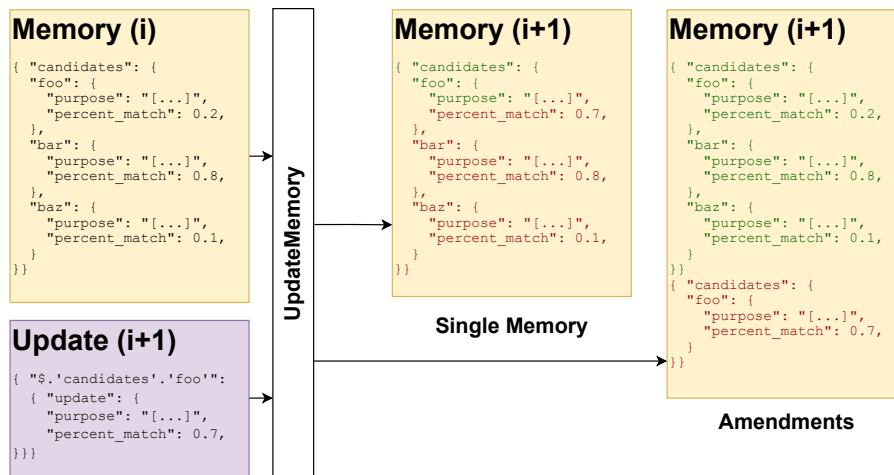 Memory (i)
{ "candidates": {
"foo": {
"purpose": "[...]",
"percent_match": 0.2,
},
"bar": {
"purpose": "[...]",
"percent_match": 0.8,
},
"baz": {
"purpose": "[...]",
"percent_match": 0.1,
}
}}
Update (i+1)
{ "$.'candidates'.'foo'":
{ "update": {
"purpose": "[...]",
"percent_match": 0.7,
}}}
UpdateMemory
Memory (i+1)
{ "candidates": {
"foo": {
"purpose": "[...]",
"percent_match": 0.7,
},
"bar": {
"purpose": "[...]",
"percent_match": 0.8,
},
"baz": {
"purpose": "[...]",
"percent_match": 0.1,
}
}}
Single Memory
Memory (i+1)
{ "candidates": {
"foo": {
"purpose": "[...]",
"percent_match": 0.2,
},
"bar": {
"purpose": "[...]",
"percent_match": 0.8,
},
"baz": {
"purpose": "[...]",
"percent_match": 0.1,
}
}}
{ "candidates": {
"foo": {
"purpose": "[...]",
"percent_match": 0.7,
}
}}
Amendments